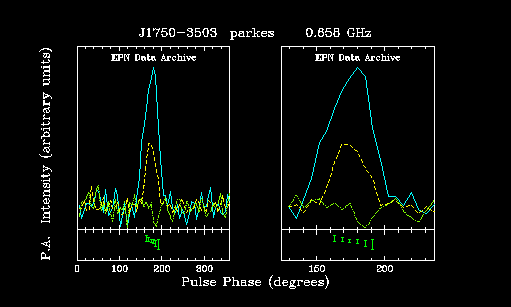 J1750-3503 parkes 0.658 GHz
EPN Data Archive EPN Data Archive
Intensity (arbitrary units)
P.A.
0 100 200 300 160 200
Pulse Phase (degrees)